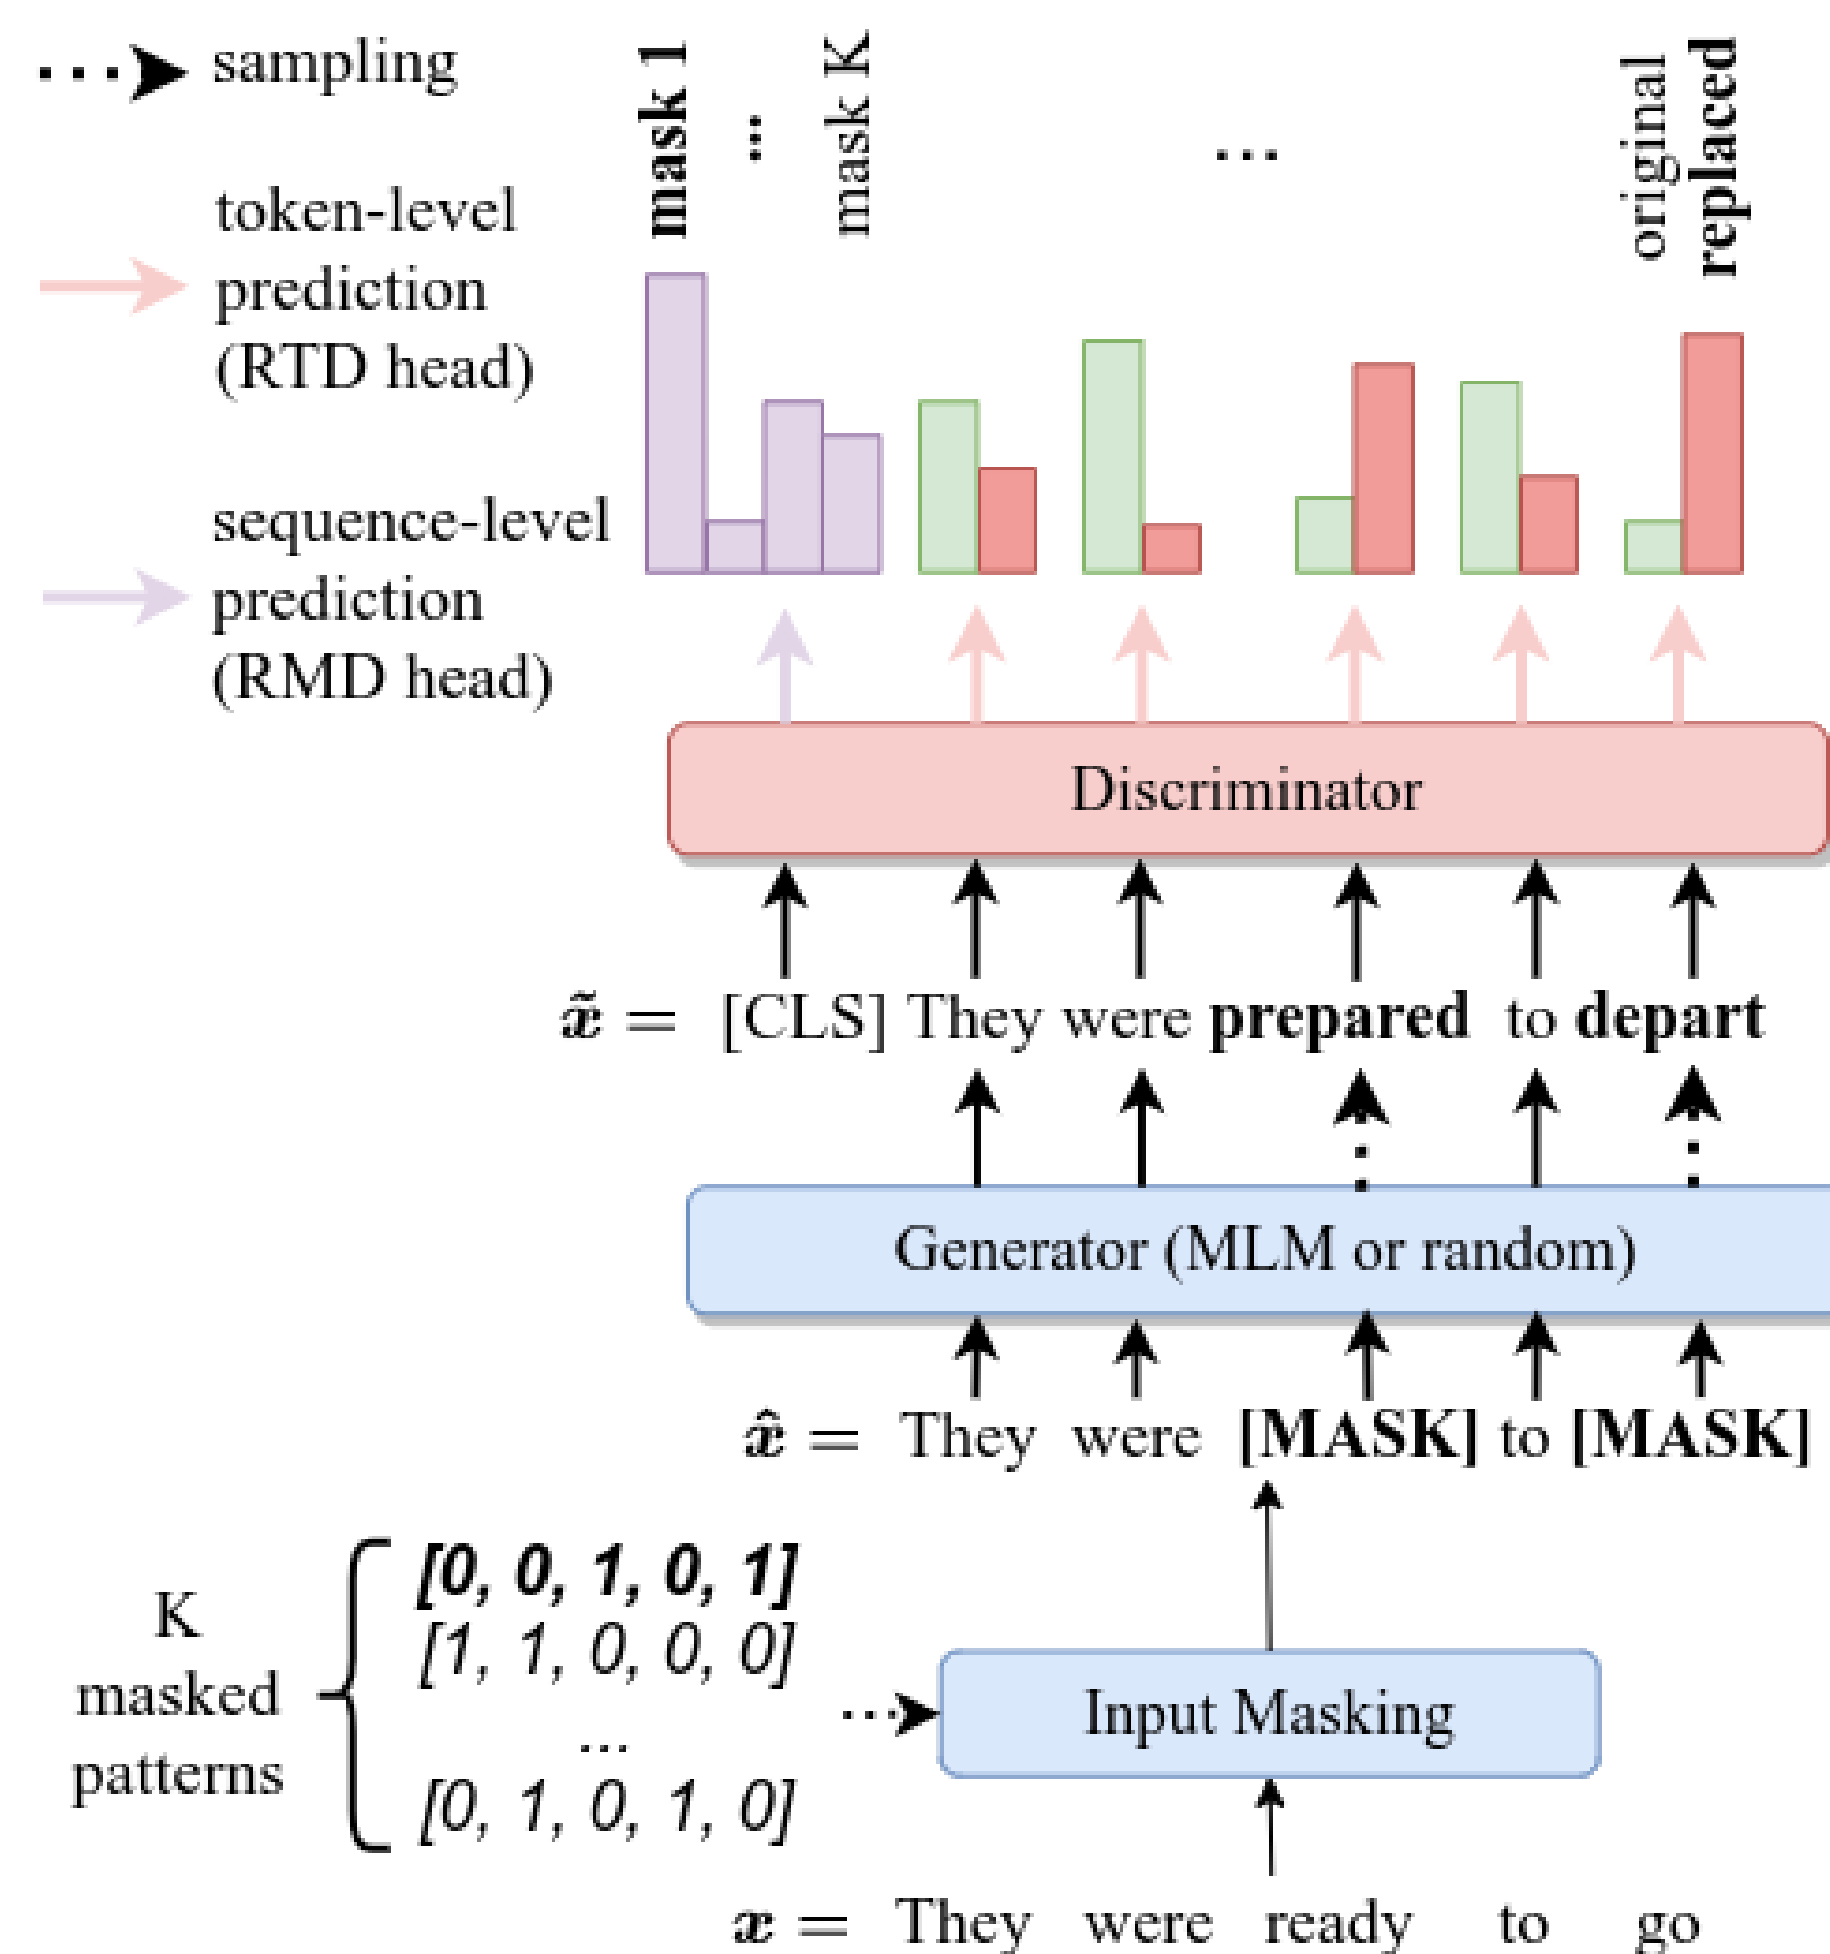 sampling
token-level
prediction
(RTD head)
sequence-level
prediction
(RMD head)
mask 1
...
mask K
...
original
replaced
Discriminator
x̃ = [CLS] They were prepared to depart
Generator (MLM or random)
x̂ = They were [MASK] to [MASK]
K
masked
patterns
[0, 0, 1, 0, 1]
[1, 1, 0, 0, 0]
...
[0, 1, 0, 1, 0]
Input Masking
x = They were ready to go